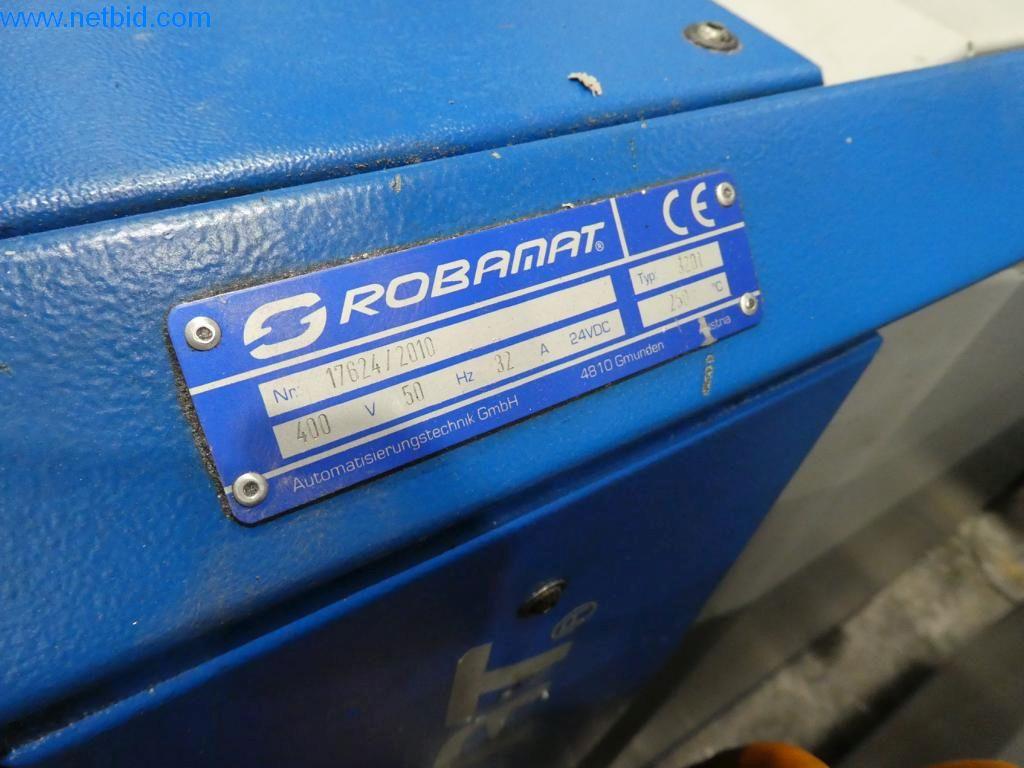 www.netbid.com
ROBAMAT®
CE
Nr: 17624/2010
Typ: 3201
400 V 50 Hz 32 A 24VDC
250 °C
Automatisierungstechnik GmbH 4810 Gmunden
®